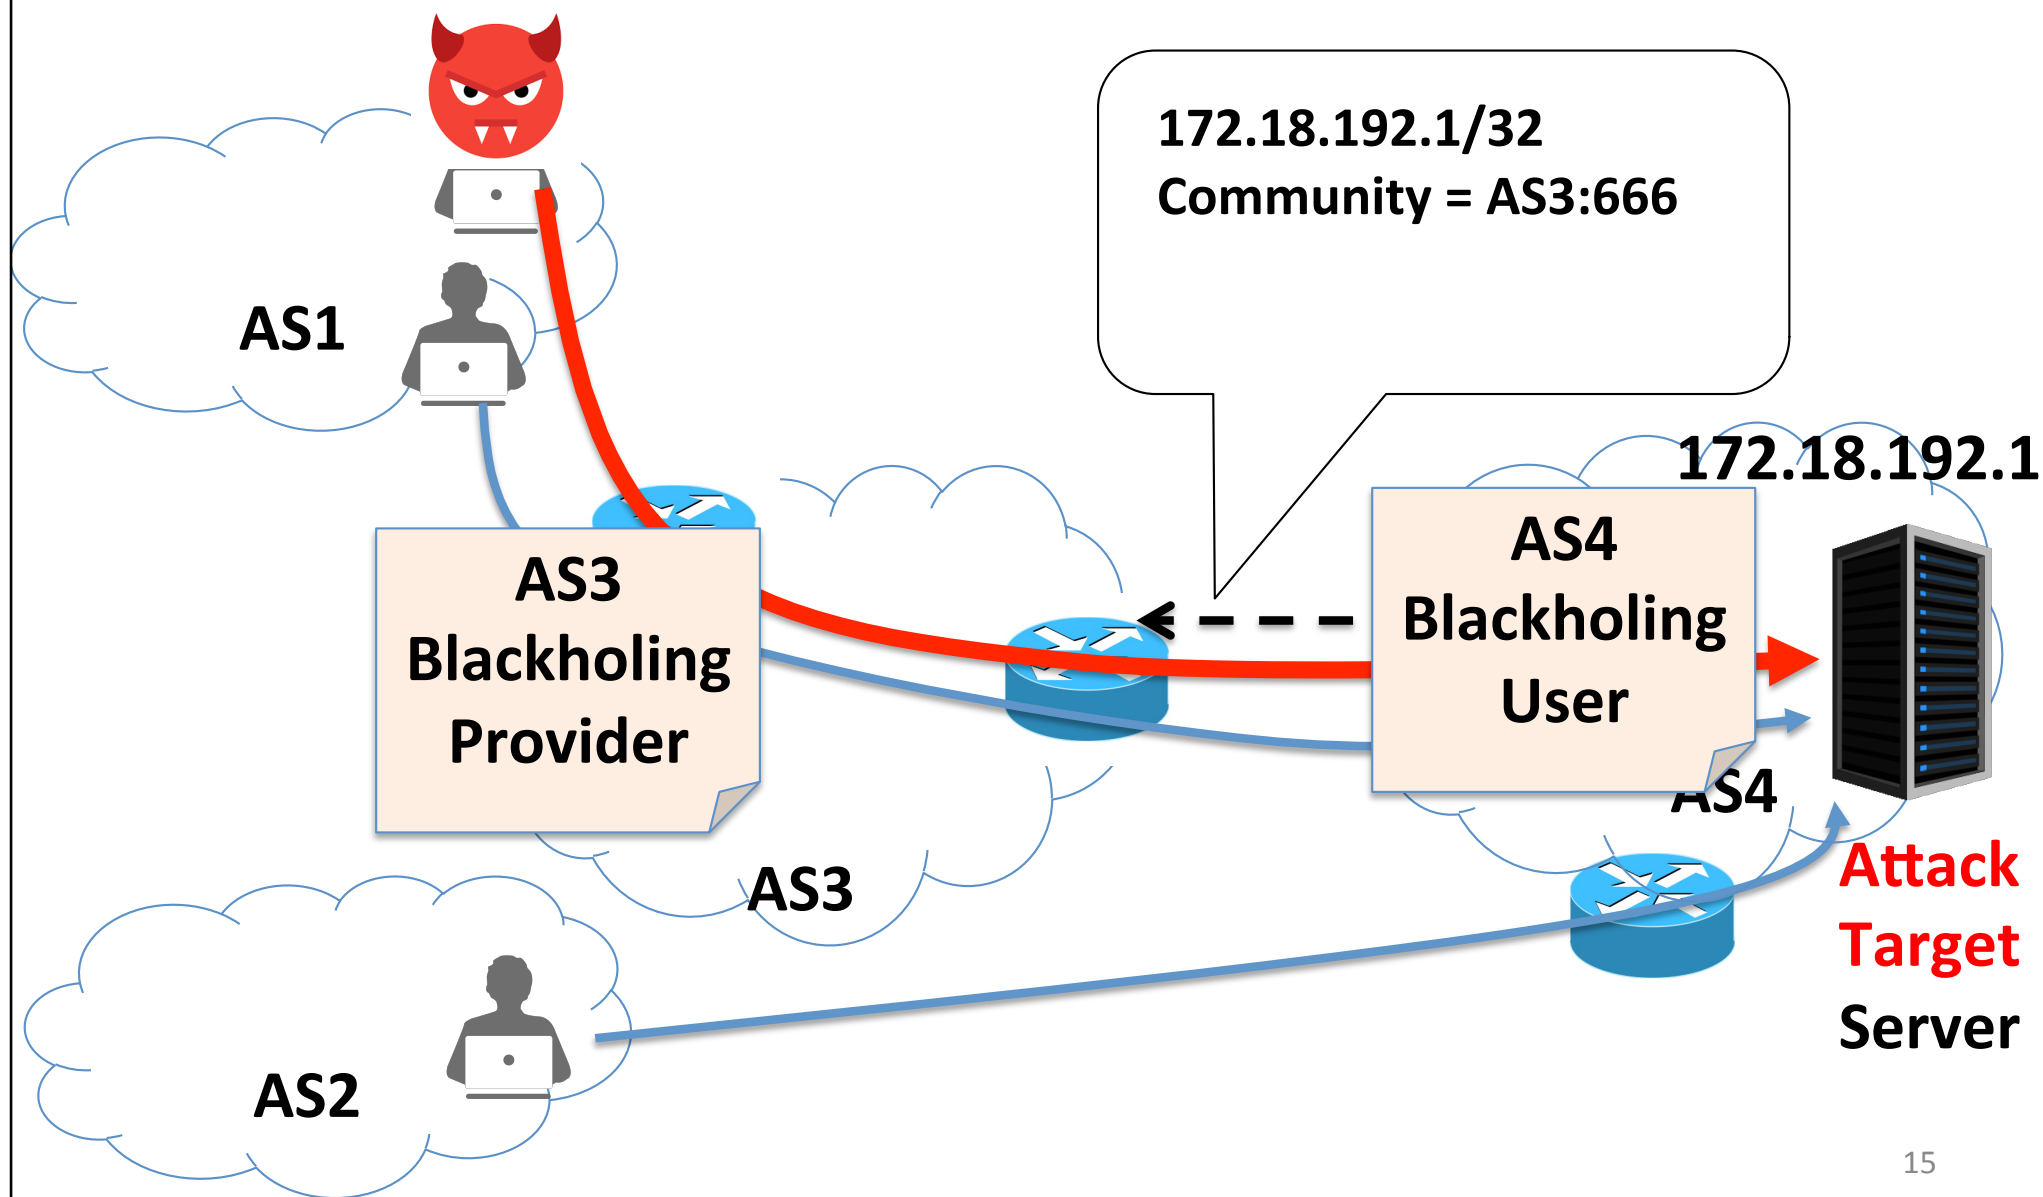 172.18.192.1/32
Community = AS3:666
AS1
172.18.192.1
AS3
Blackholing
Provider
AS4
Blackholing
User
AS4
AS3
Attack
Target
Server
AS2
15